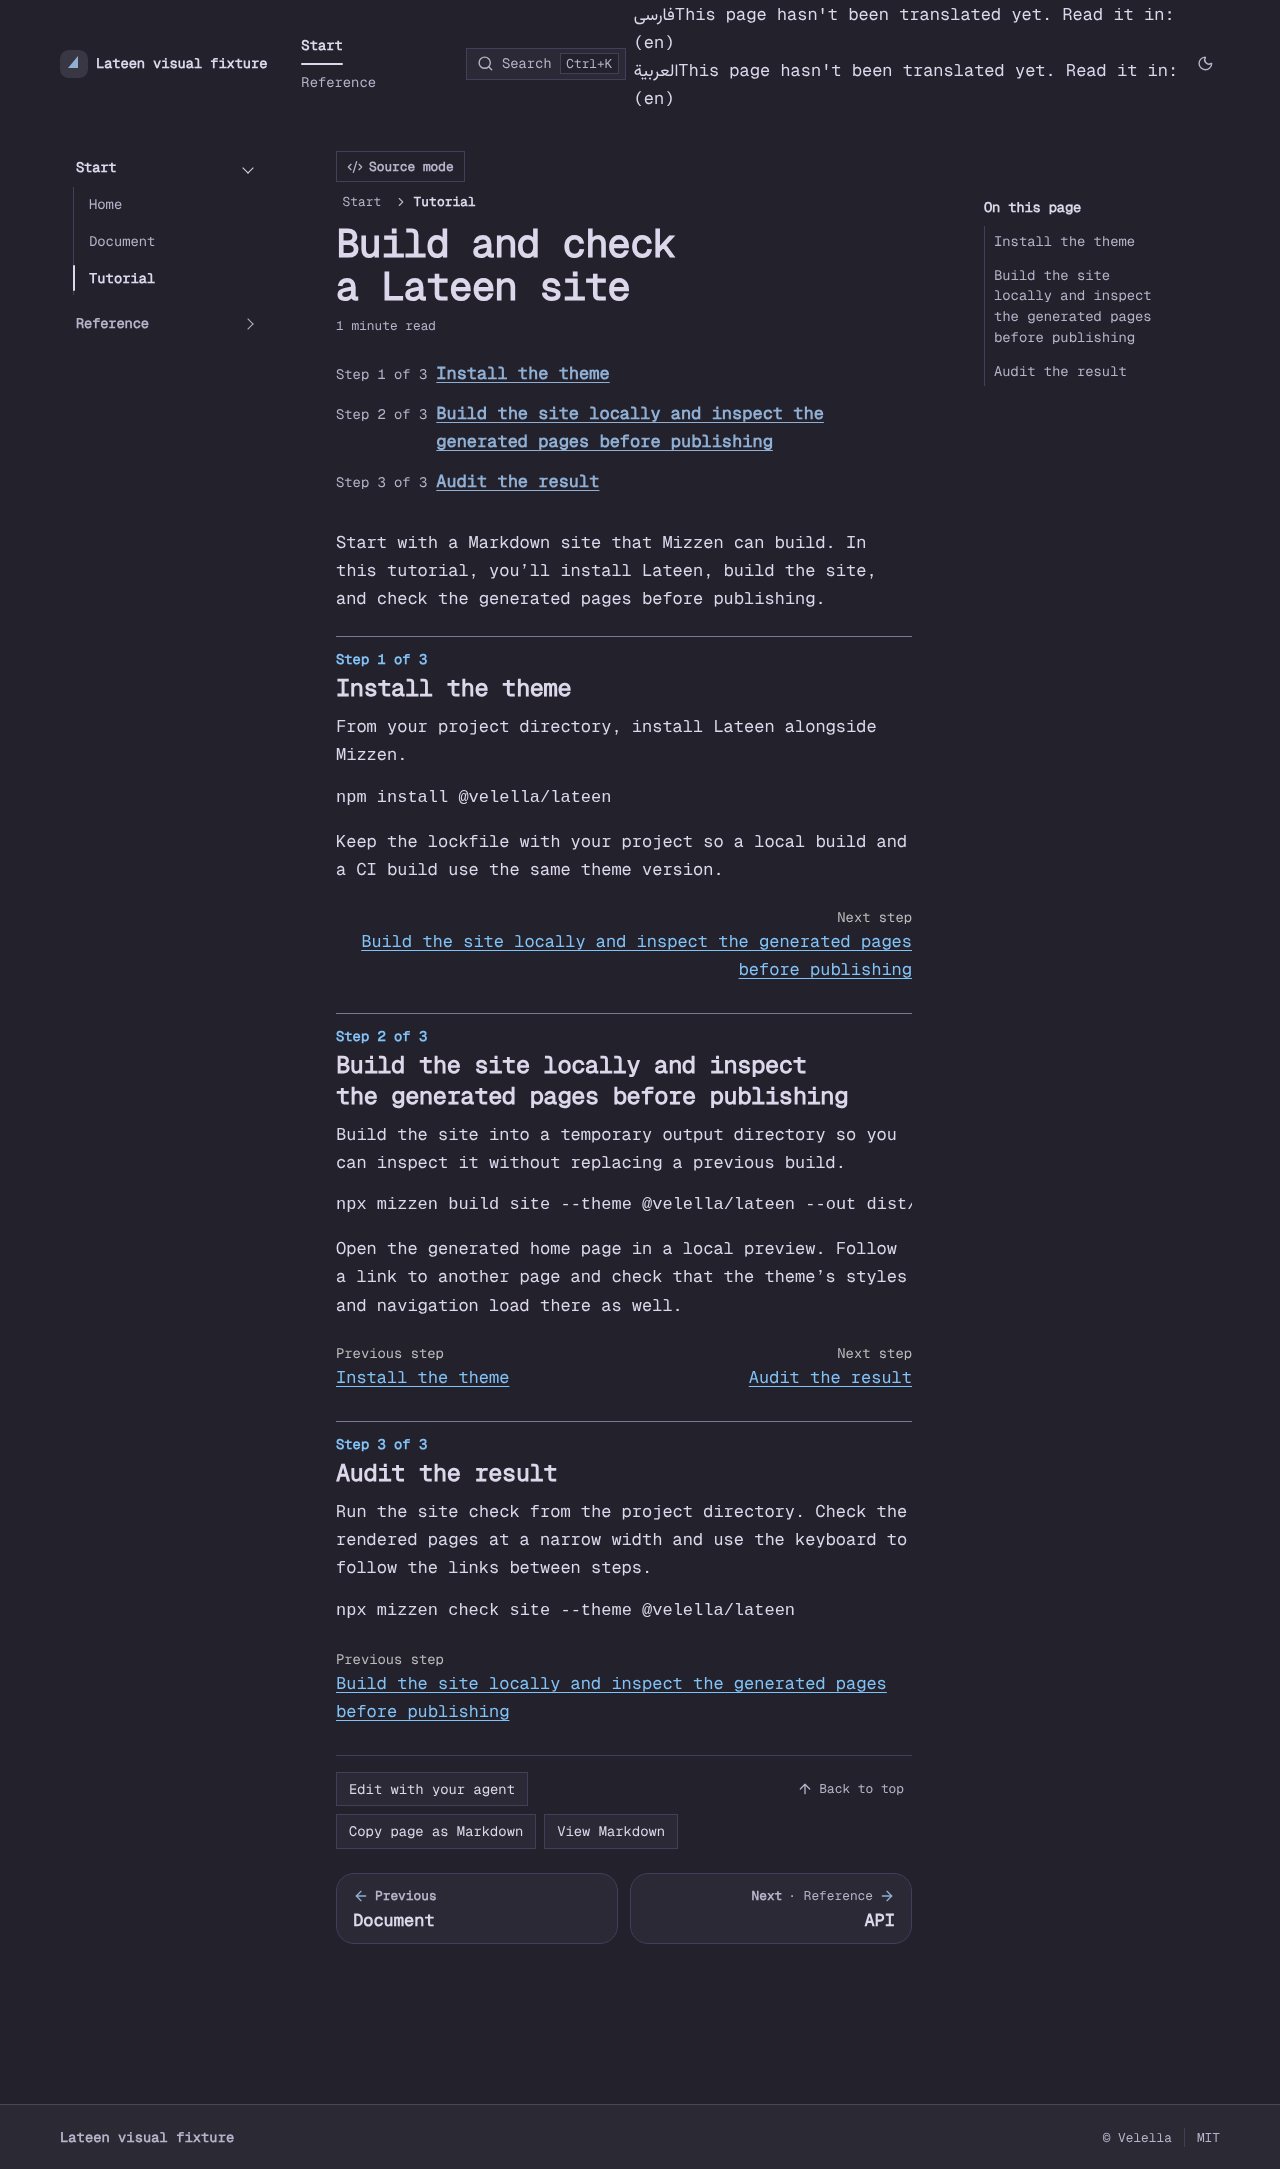 Lateen visual fixture
Start
Reference
Search Ctrl+K
فارسیThis page hasn't been translated yet. Read it in:
(en)
العربيةThis page hasn't been translated yet. Read it in:
(en)
Start
Home
Document
Tutorial
Reference
Source mode
Start > Tutorial
Build and check
a Lateen site
1 minute read
Step 1 of 3 Install the theme
Step 2 of 3 Build the site locally and inspect the
generated pages before publishing
Step 3 of 3 Audit the result
On this page
Install the theme
Build the site
locally and inspect
the generated pages
before publishing
Audit the result
Start with a Markdown site that Mizzen can build. In
this tutorial, you’ll install Lateen, build the site,
and check the generated pages before publishing.
Step 1 of 3
Install the theme
From your project directory, install Lateen alongside
Mizzen.
npm install @velella/lateen
Keep the lockfile with your project so a local build and
a CI build use the same theme version.
Next step
Build the site locally and inspect the generated pages
before publishing
Step 2 of 3
Build the site locally and inspect
the generated pages before publishing
Build the site into a temporary output directory so you
can inspect it without replacing a previous build.
npx mizzen build site --theme @velella/lateen --out dist/
Open the generated home page in a local preview. Follow
a link to another page and check that the theme’s styles
and navigation load there as well.
Previous step
Install the theme
Next step
Audit the result
Step 3 of 3
Audit the result
Run the site check from the project directory. Check the
rendered pages at a narrow width and use the keyboard to
follow the links between steps.
npx mizzen check site --theme @velella/lateen
Previous step
Build the site locally and inspect the generated pages
before publishing
Edit with your agent
↑ Back to top
Copy page as Markdown
View Markdown
← Previous
Document
Next · Reference →
API
Lateen visual fixture
© Velella
MIT